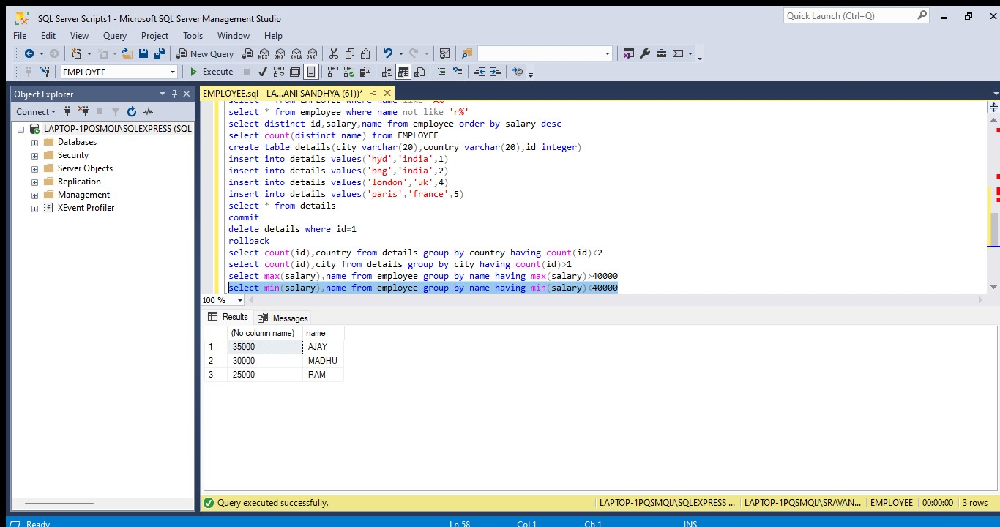 SQL Server Scripts1 - Microsoft SQL Server Management Studio
Quick Launch (Ctrl+Q)
File Edit View Query Project Tools Window Help
New Query MDX DMX XMLA DAX
EMPLOYEE Execute
Object Explorer
EMPLOYEE.sql - LA...ANI SANDHYA (61))*
Connect
LAPTOP-1PQSMQIJ\SQLEXPRESS (SQL
Databases
Security
Server Objects
Replication
Management
XEvent Profiler
select * from EMPLOYEE where name like 'A%'
select * from employee where name not like 'r%'
select distinct id,salary,name from employee order by salary desc
select count(distinct name) from EMPLOYEE
create table details(city varchar(20),country varchar(20),id integer)
insert into details values('hyd','india',1)
insert into details values('bng','india',2)
insert into details values('london','uk',4)
insert into details values('paris','france',5)
select * from details
commit
delete details where id=1
rollback
select count(id),country from details group by country having count(id)<2
select count(id),city from details group by city having count(id)>1
select max(salary),name from employee group by name having max(salary)>40000
select min(salary),name from employee group by name having min(salary)<40000
100 %
Results Messages
(No column name) name
1 35000 AJAY
2 30000 MADHU
3 25000 RAM
Query executed successfully. LAPTOP-1PQSMQIJ\SQLEXPRESS ... LAPTOP-1PQSMQIJ\SRAVAN... EMPLOYEE 00:00:00 3 rows
Ready Ln 58 Col 1 Ch 1 INS